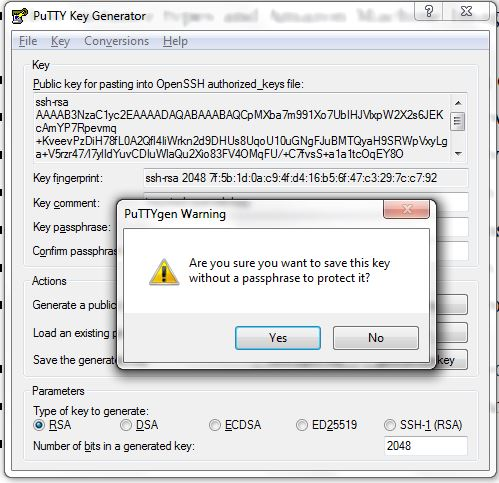 PuTTY Key Generator
File Key Conversions Help
Key
Public key for pasting into OpenSSH authorized_keys file:
ssh-rsa
AAAAB3NzaC1yc2EAAAADAQABAAABAQCpMXba7m991Xo7UbIHJVlxpW2X2s6JEK
cAmYP7Rpevmq
+KveevPzDiH78fL0A2Qfl4IiWrkn2d9DHUs8UqoU10uGNgFJuBMTQyaH9SRWpVxyLg
a+V5rzr47/l7ylIdYuvCDIuWlaQu2Xio83FV4OMqFU/+C7fvsS+a1a1tcOqEY8O
Key fingerprint:
ssh-rsa 2048 7f:5b:1d:0a:c9:4f:d4:16:b5:6f:47:c3:29:7c:c7:92
Key comment:
Key passphrase:
Confirm passphrase
PuTTYgen Warning
Are you sure you want to save this key
without a passphrase to protect it?
Yes
No
Actions
Generate a public
Load an existing p
Save the generate
key
Parameters
Type of key to generate:
RSA DSA ECDSA ED25519 SSH-1 (RSA)
Number of bits in a generated key:
2048